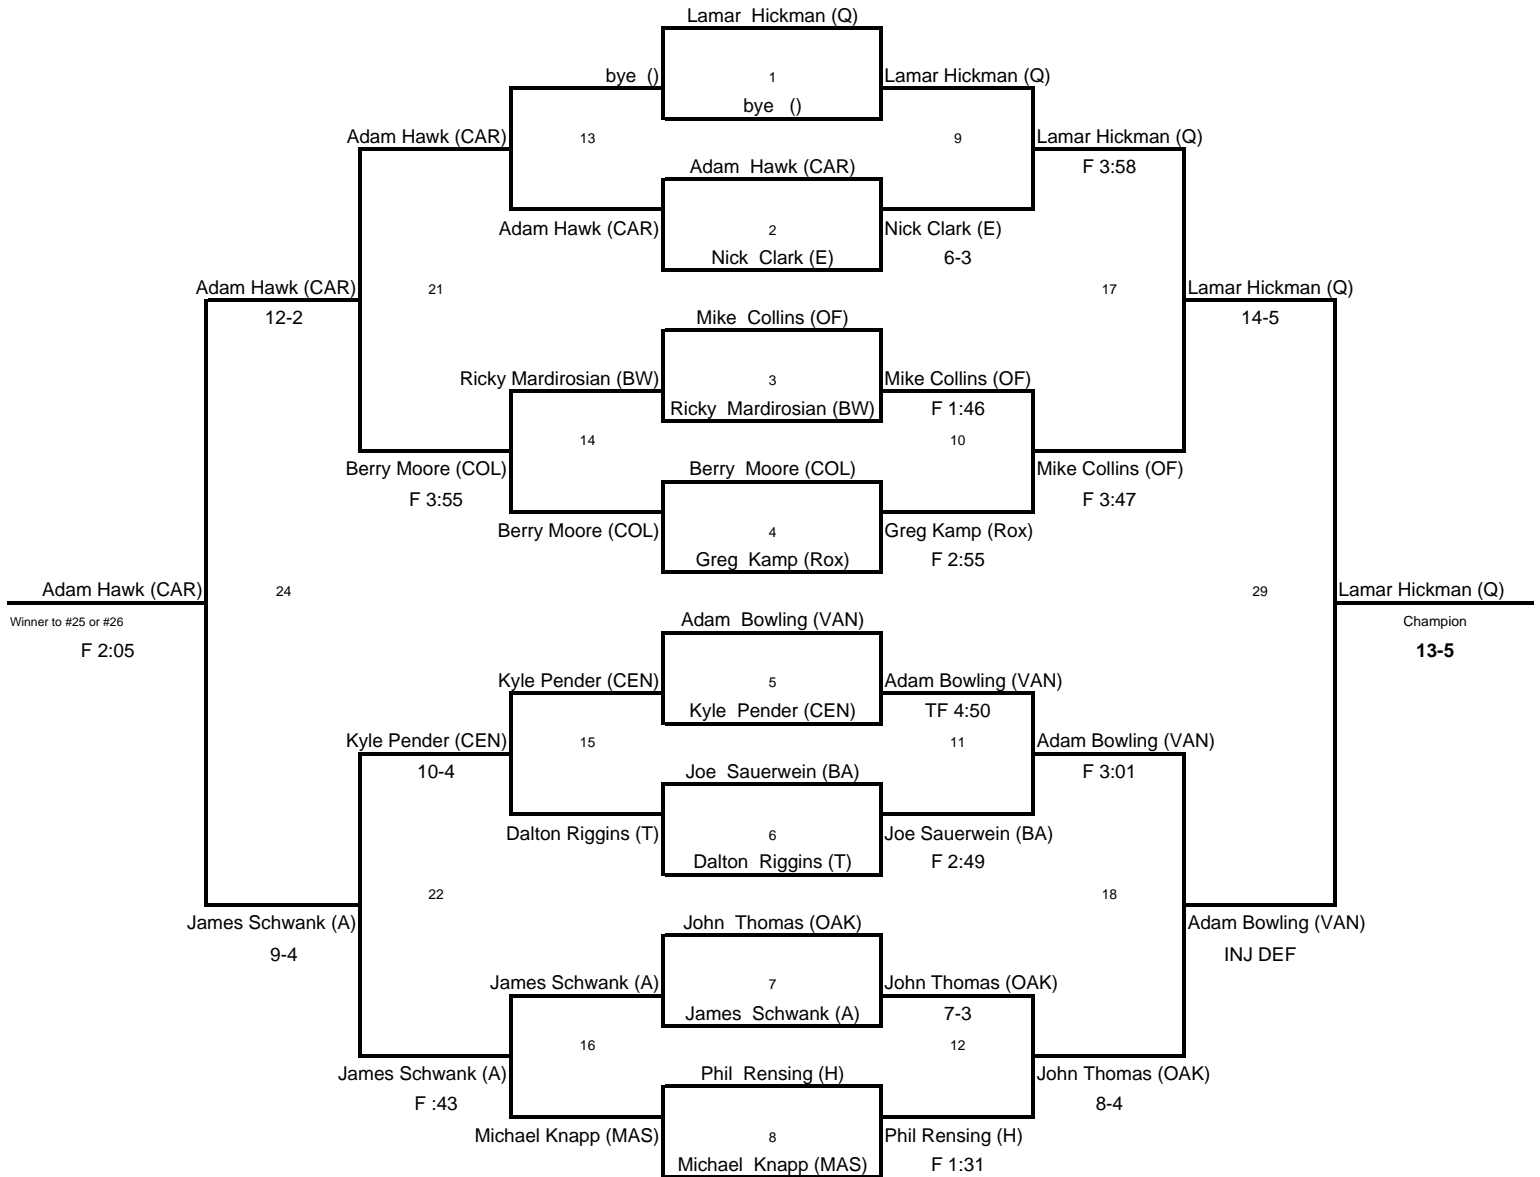 Lamar Hickman (Q)
bye ()
1
Lamar Hickman (Q)
bye ()
Adam Hawk (CAR)
13
9
Lamar Hickman (Q)
F 3:58
Adam Hawk (CAR)
Adam Hawk (CAR)
2
Nick Clark (E)
Nick Clark (E)
6-3
Adam Hawk (CAR)
12-2
21
17
Lamar Hickman (Q)
14-5
Mike Collins (OF)
Ricky Mardirosian (BW)
3
Mike Collins (OF)
Ricky Mardirosian (BW)
F 1:46
14
10
Berry Moore (COL)
F 3:55
Berry Moore (COL)
Mike Collins (OF)
F 3:47
Berry Moore (COL)
4
Greg Kamp (Rox)
Greg Kamp (Rox)
F 2:55
Adam Hawk (CAR)
Winner to #25 or #26
F 2:05
24
29
Lamar Hickman (Q)
Champion
13-5
Adam Bowling (VAN)
Kyle Pender (CEN)
5
Adam Bowling (VAN)
Kyle Pender (CEN)
TF 4:50
Kyle Pender (CEN)
10-4
15
11
Adam Bowling (VAN)
F 3:01
Joe Sauerwein (BA)
Dalton Riggins (T)
6
Joe Sauerwein (BA)
Dalton Riggins (T)
F 2:49
22
18
James Schwank (A)
9-4
Adam Bowling (VAN)
INJ DEF
John Thomas (OAK)
James Schwank (A)
7
John Thomas (OAK)
James Schwank (A)
7-3
16
12
James Schwank (A)
F :43
Phil Rensing (H)
John Thomas (OAK)
8-4
Michael Knapp (MAS)
8
Phil Rensing (H)
Michael Knapp (MAS)
F 1:31